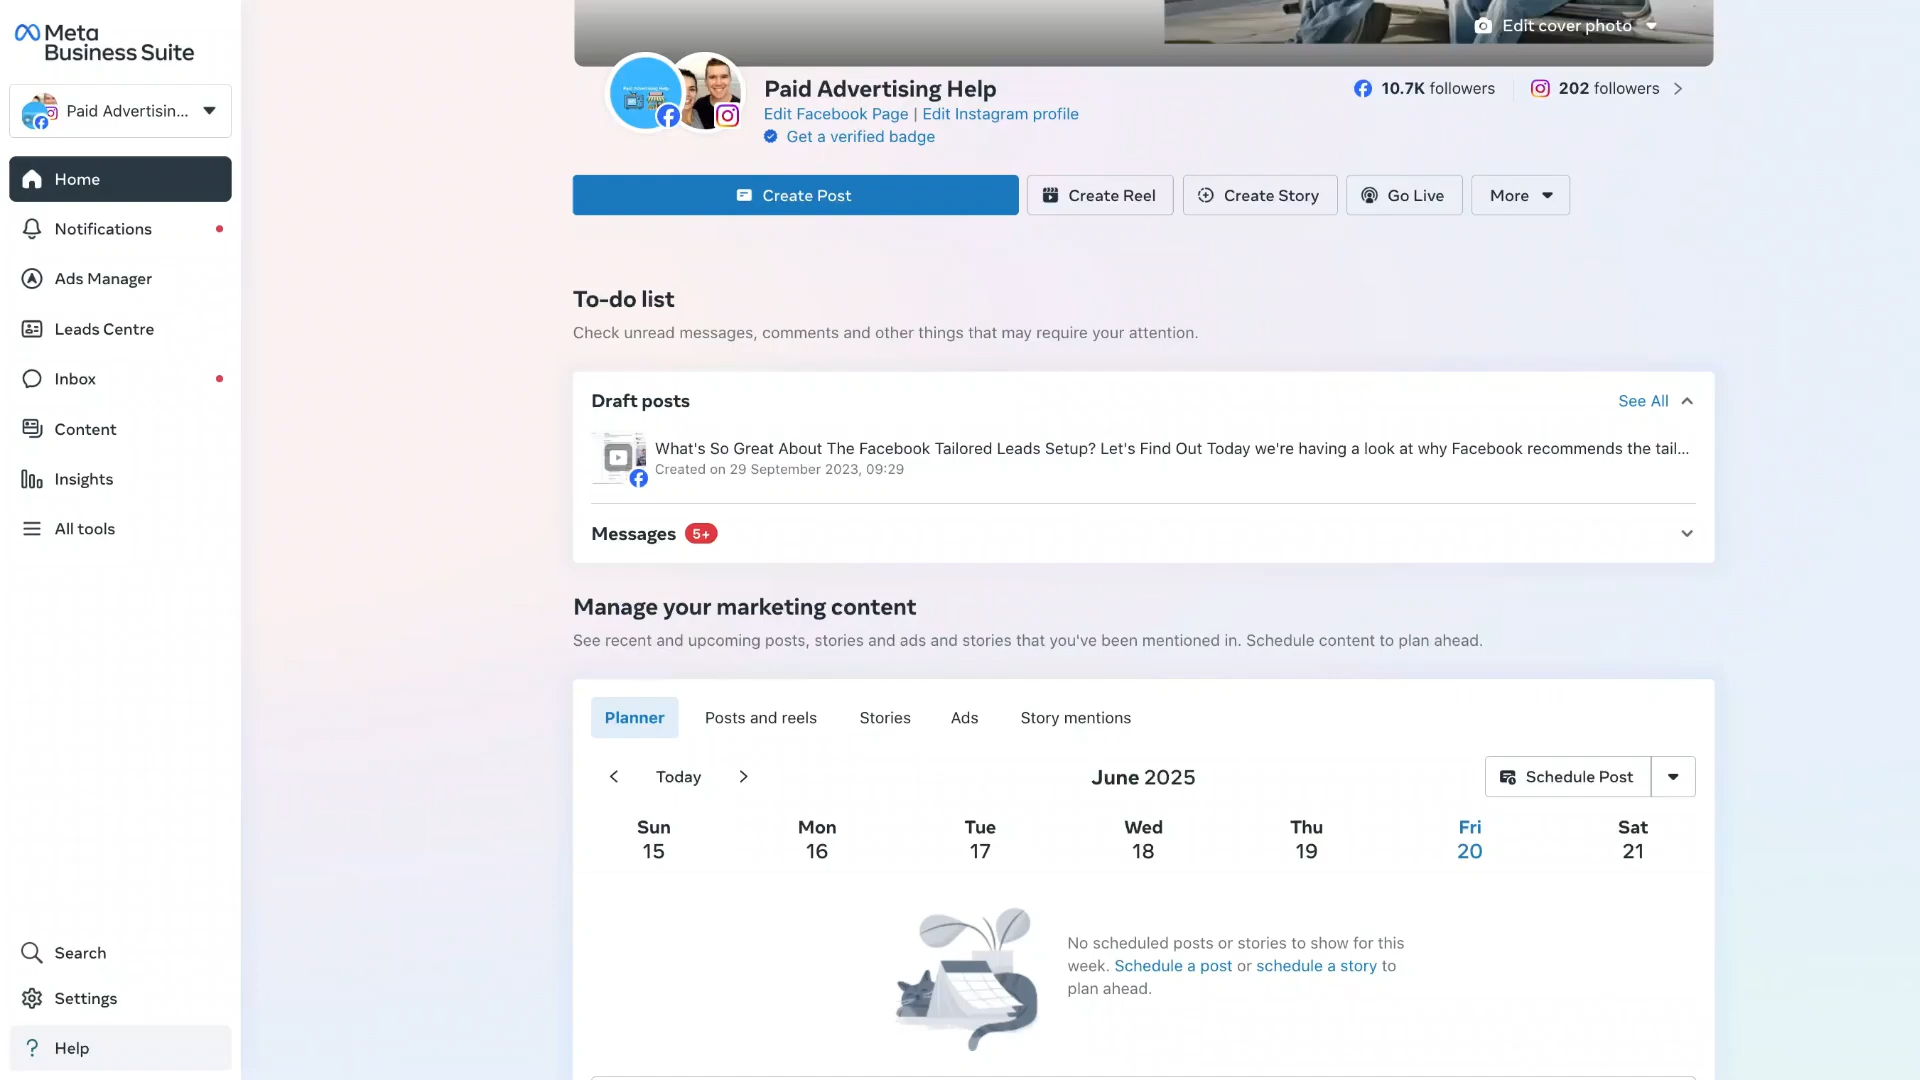 Meta
Business Suite
Paid Advertisin...
Home
Notifications
Ads Manager
Leads Centre
Inbox
Content
Insights
All tools
Search
Settings
Help
Edit cover photo
Paid Advertising Help
Edit Facebook Page | Edit Instagram profile
Get a verified badge
10.7K followers
202 followers
Create Post
Create Reel
Create Story
Go Live
More
To-do list
Check unread messages, comments and other things that may require your attention.
Draft posts
See All
What's So Great About The Facebook Tailored Leads Setup? Let's Find Out Today we're having a look at why Facebook recommends the tail...
Created on 29 September 2023, 09:29
Messages 5+
Manage your marketing content
See recent and upcoming posts, stories and ads and stories that you've been mentioned in. Schedule content to plan ahead.
Planner
Posts and reels
Stories
Ads
Story mentions
Today
June 2025
Schedule Post
Sun Mon Tue Wed Thu Fri Sat
15 16 17 18 19 20 21
No scheduled posts or stories to show for this
week. Schedule a post or schedule a story to
plan ahead.